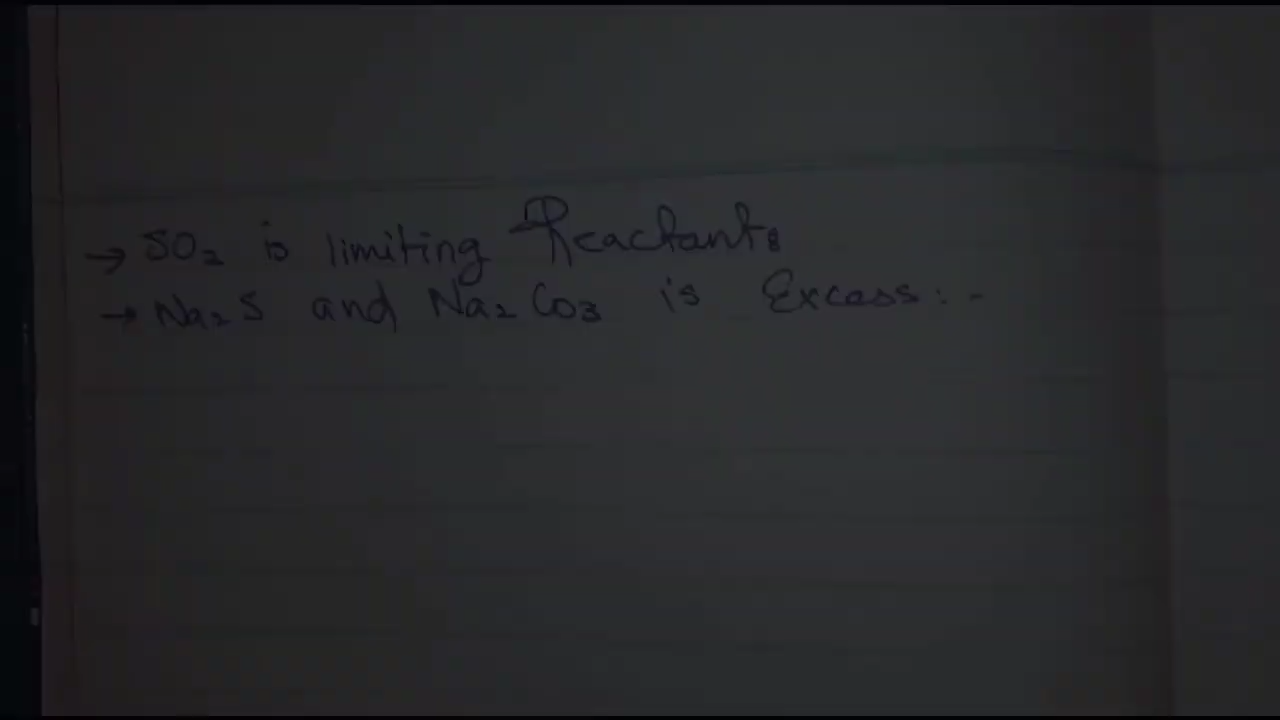 → SO₂ is limiting Reactant:
→ Na₂S and Na₂CO₃ is Excess: -